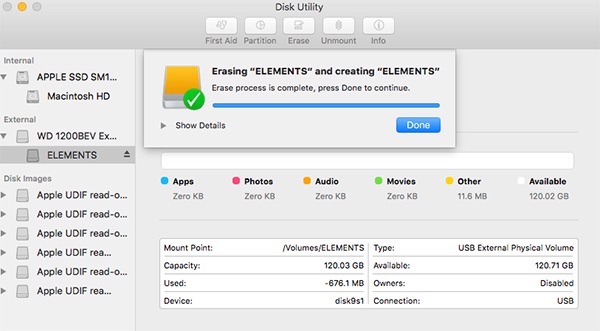 Disk Utility
First Aid Partition Erase Unmount Info
Internal
APPLE SSD SM1...
Macintosh HD
External
WD 1200BEV Ex...
ELEMENTS
Disk Images
Apple UDIF read-o...
Apple UDIF read-o...
Apple UDIF read-o...
Apple UDIF rea...
Apple UDIF rea...
Apple UDIF read-o...
Erasing “ELEMENTS” and creating “ELEMENTS”
Erase process is complete, press Done to continue.
Show Details
Done
Apps Photos Audio Movies Other Available
Zero KB Zero KB Zero KB Zero KB 11.6 MB 120.02 GB
Mount Point: /Volumes/ELEMENTS Type: USB External Physical Volume
Capacity: 120.03 GB Available: 120.71 GB
Used: -676.1 MB Owners: Disabled
Device: disk9s1 Connection: USB